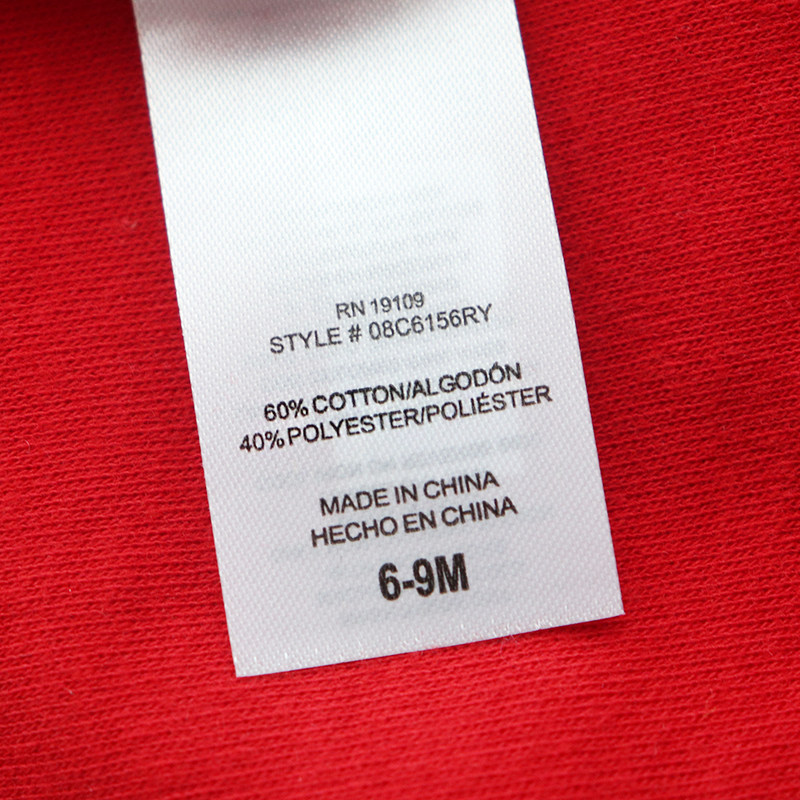 RN 19109
STYLE # 08C6156RY
60% COTTON/ALGODÓN
40% POLYESTER/POLIÉSTER
MADE IN CHINA
HECHO EN CHINA
6-9M